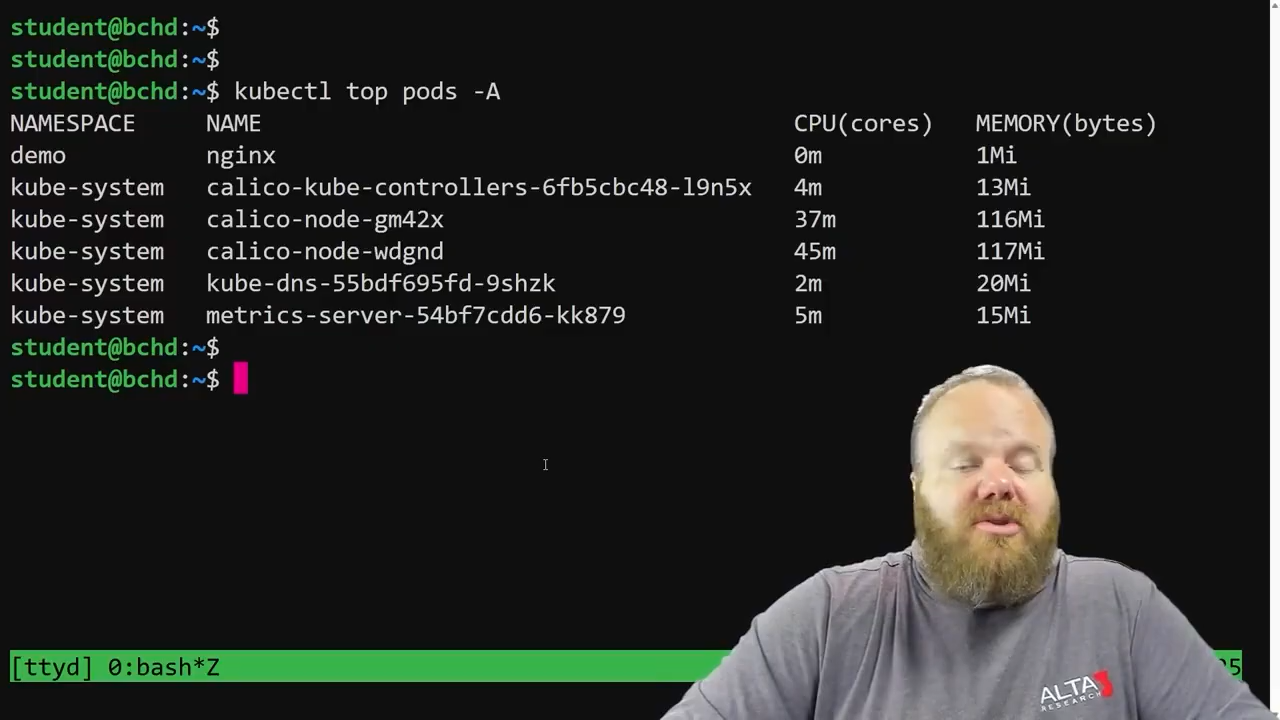 student@bchd:~$
student@bchd:~$
student@bchd:~$ kubectl top pods -A
NAMESPACE NAME CPU(cores) MEMORY(bytes)
demo nginx 0m 1Mi
kube-system calico-kube-controllers-6fb5cbc48-l9n5x 4m 13Mi
kube-system calico-node-gm42x 37m 116Mi
kube-system calico-node-wdgnd 45m 117Mi
kube-system kube-dns-55bdf695fd-9shzk 2m 20Mi
kube-system metrics-server-54bf7cdd6-kk879 5m 15Mi
student@bchd:~$
student@bchd:~$
[ttyd] 0:bash*Z
ALTA3
RESEARCH